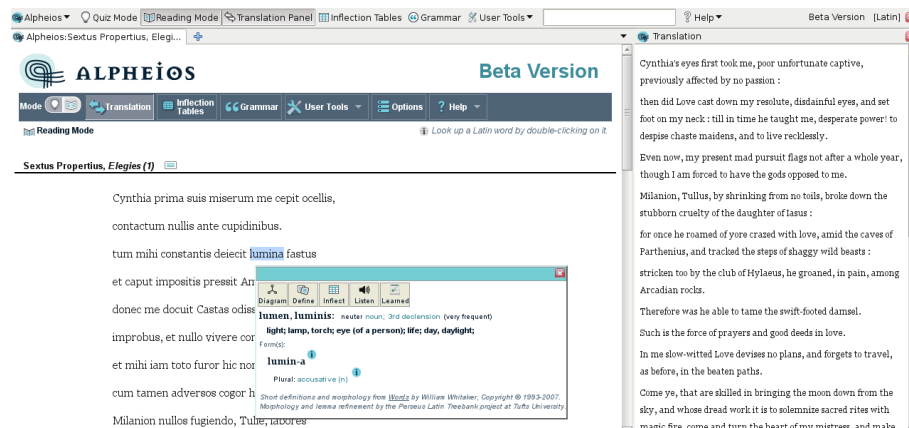 Alpheios Quiz Mode Reading Mode Translation Panel Inflection Tables Grammar User Tools Help Beta Version [Latin]
Alpheios:Sextus Propertius, Elegi... Translation
ALPHEIOS Beta Version
Mode Translation Inflection Tables Grammar User Tools Options ? Help
Reading Mode Look up a Latin word by double-clicking on it.
Sextus Propertius, Elegies (1)
Cynthia prima suis miserum me cepit ocellis,
contactum nullis ante cupidinibus.
tum mihi constantis deiecit lumina fastus
et caput impositis pressit Am
donec me docuit Castas odiss
improbus, et nullo vivere con
et mihi iam toto furor hic non
cum tamen adversos cogor h
Milanion nullos fugiendo, Tulle, labores
Diagram Define Inflect Listen Learned
lumen, luminis: neuter noun; 3rd declension (very frequent)
light; lamp, torch; eye (of a person); life; day, daylight;
Form(s):
lumin-a
Plural: accusative (n)
Short definitions and morphology from Words by William Whitaker, Copyright © 1993-2007.
Morphology and lemma refinement by the Perseus Latin Treebank project at Tufts University.
Cynthia's eyes first took me, poor unfortunate captive,
previously affected by no passion :
then did Love cast down my resolute, disdainful eyes, and set
foot on my neck : till in time he taught me, desperate power! to
despise chaste maidens, and to live recklessly.
Even now, my present mad pursuit flags not after a whole year,
though I am forced to have the gods opposed to me.
Milanion, Tullus, by shrinking from no toils, broke down the
stubborn cruelty of the daughter of Iasus :
for once he roamed of yore crazed with love, amid the caves of
Parthenius, and tracked the steps of shaggy wild beasts :
stricken too by the club of Hylaeus, he groaned, in pain, among
Arcadian rocks.
Therefore was he able to tame the swift-footed damsel.
Such is the force of prayers and good deeds in love.
In me slow-witted Love devises no plans, and forgets to travel,
as before, in the beaten paths.
Come ye, that are skilled in bringing the moon down from the
sky, and whose dread work it is to solemnize sacred rites with
magic fire, come and turn the heart of my mistress, and make